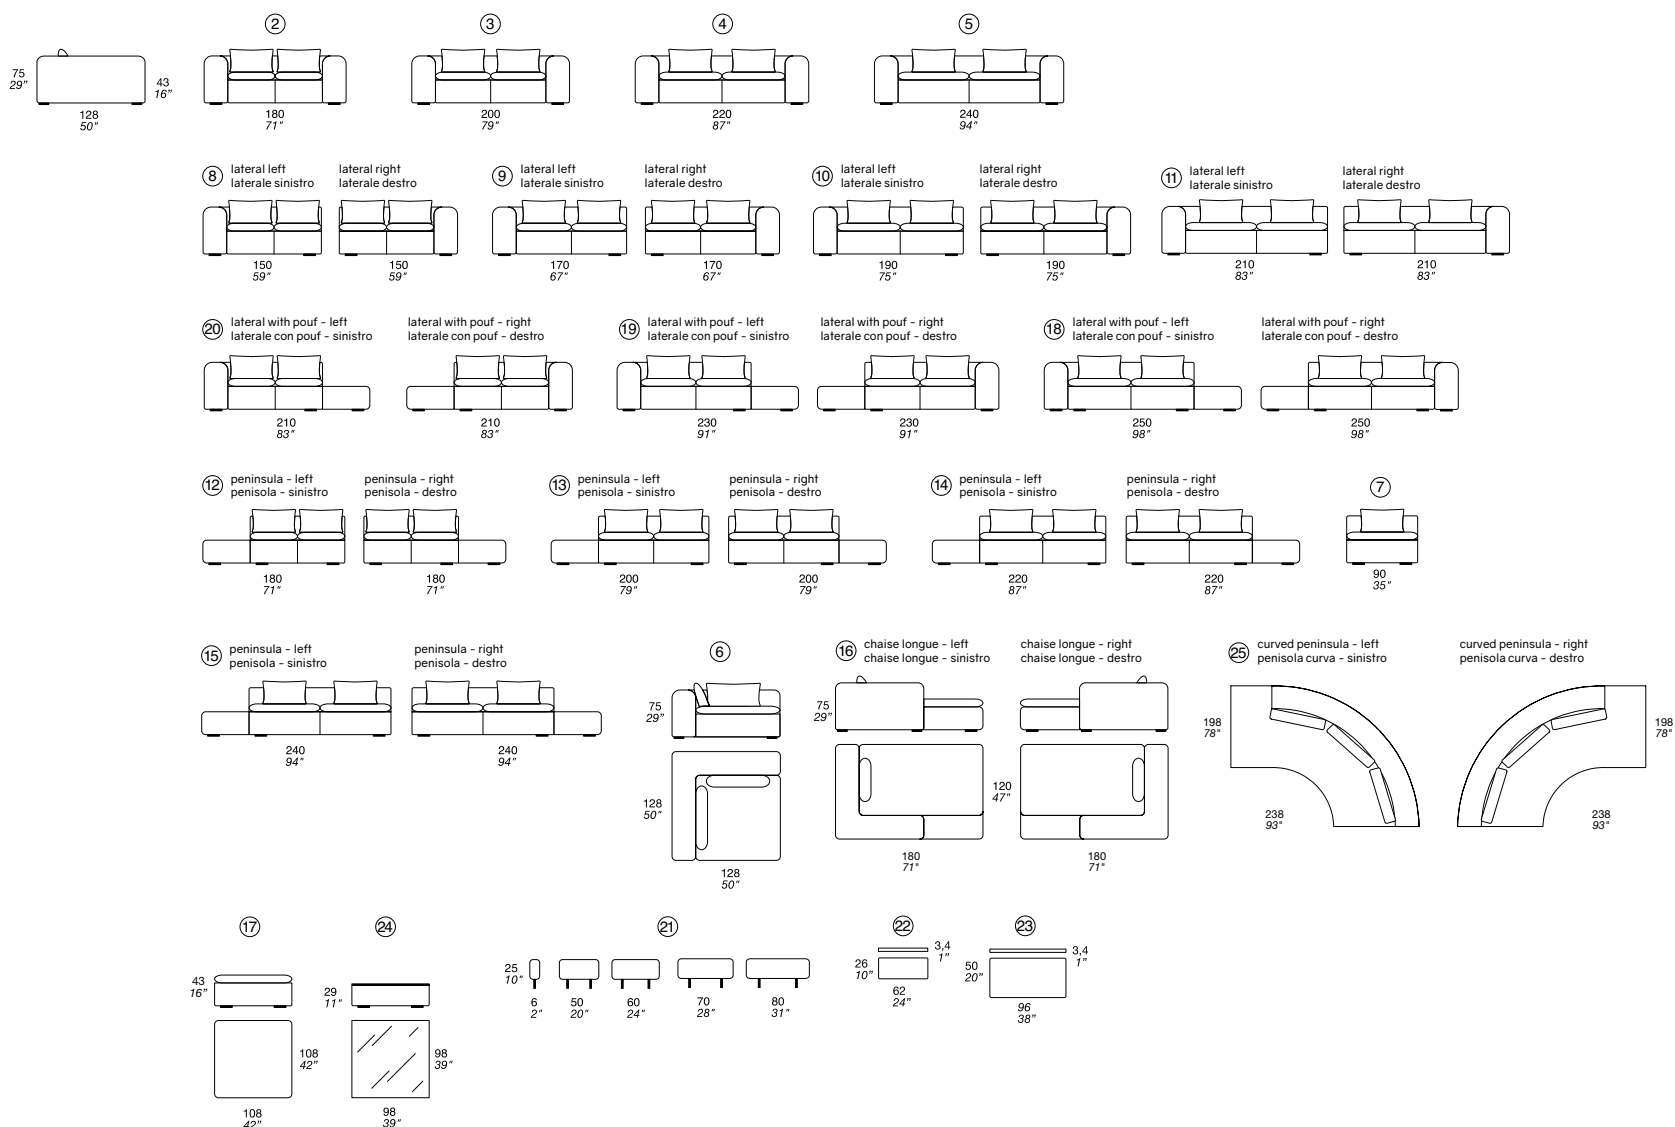 2
3
4
5
75
29"
43
16"
128
50"
180
71"
200
79"
220
87"
240
94"
8
lateral left
laterale sinistro
lateral right
laterale destro
9
lateral left
laterale sinistro
lateral right
laterale destro
10
lateral left
laterale sinistro
lateral right
laterale destro
11
lateral left
laterale sinistro
lateral right
laterale destro
150
59"
150
59"
170
67"
170
67"
190
75"
190
75"
210
83"
210
83"
20
lateral with pouf - left
laterale con pouf - sinistro
lateral with pouf - right
laterale con pouf - destro
19
lateral with pouf - left
laterale con pouf - sinistro
lateral with pouf - right
laterale con pouf - destro
18
lateral with pouf - left
laterale con pouf - sinistro
lateral with pouf - right
laterale con pouf - destro
210
83"
210
83"
230
91"
230
91"
250
98"
250
98"
12
peninsula - left
penisola - sinistro
peninsula - right
penisola - destro
13
peninsula - left
penisola - sinistro
peninsula - right
penisola - destro
14
peninsula - left
penisola - sinistro
peninsula - right
penisola - destro
7
180
71"
180
71"
200
79"
200
79"
220
87"
220
87"
90
35"
15
peninsula - left
penisola - sinistro
peninsula - right
penisola - destro
240
94"
240
94"
6
75
29"
128
50"
128
50"
16
chaise longue - left
chaise longue - sinistro
chaise longue - right
chaise longue - destro
75
29"
120
47"
180
71"
180
71"
25
curved peninsula - left
penisola curva - sinistro
curved peninsula - right
penisola curva - destro
198
78"
198
78"
238
93"
238
93"
17
43
16"
108
42"
108
42"
24
29
11"
98
39"
98
39"
21
25
10"
6
2"
50
20"
60
24"
70
28"
80
31"
22
3,4
1"
26
10"
62
24"
23
3,4
1"
50
20"
96
38"